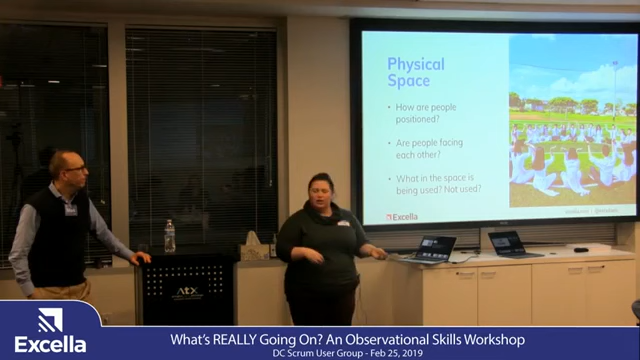 Physical
Space
• How are people
positioned?
• Are people facing
each other?
• What in the space is
being used? Not used?
Excella
ATX
Excella
What's REALLY Going On? An Observational Skills Workshop
DC Scrum User Group - Feb 25, 2019